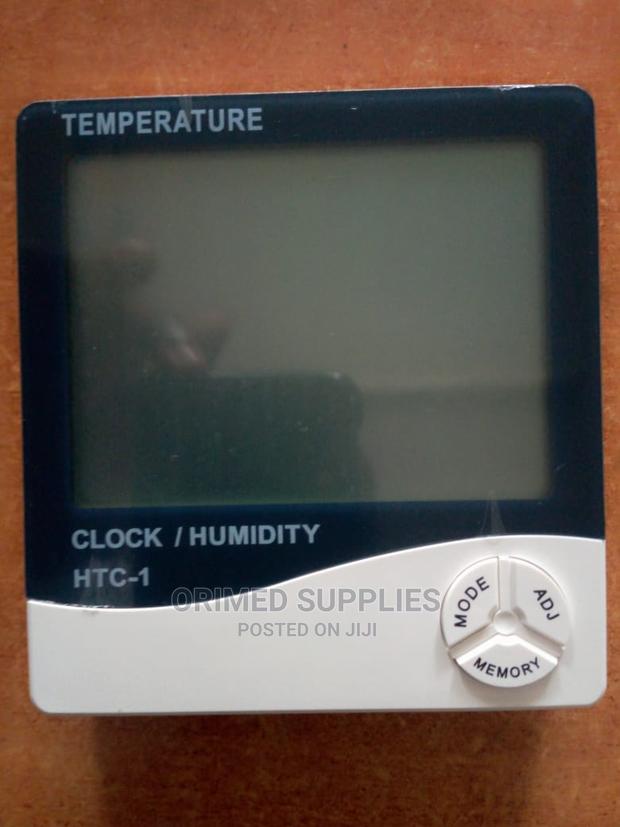 TEMPERATURE
CLOCK / HUMIDITY
HTC-1
ORIMED SUPPLIES
POSTED ON JIJI
MODE
ADJ
MEMORY